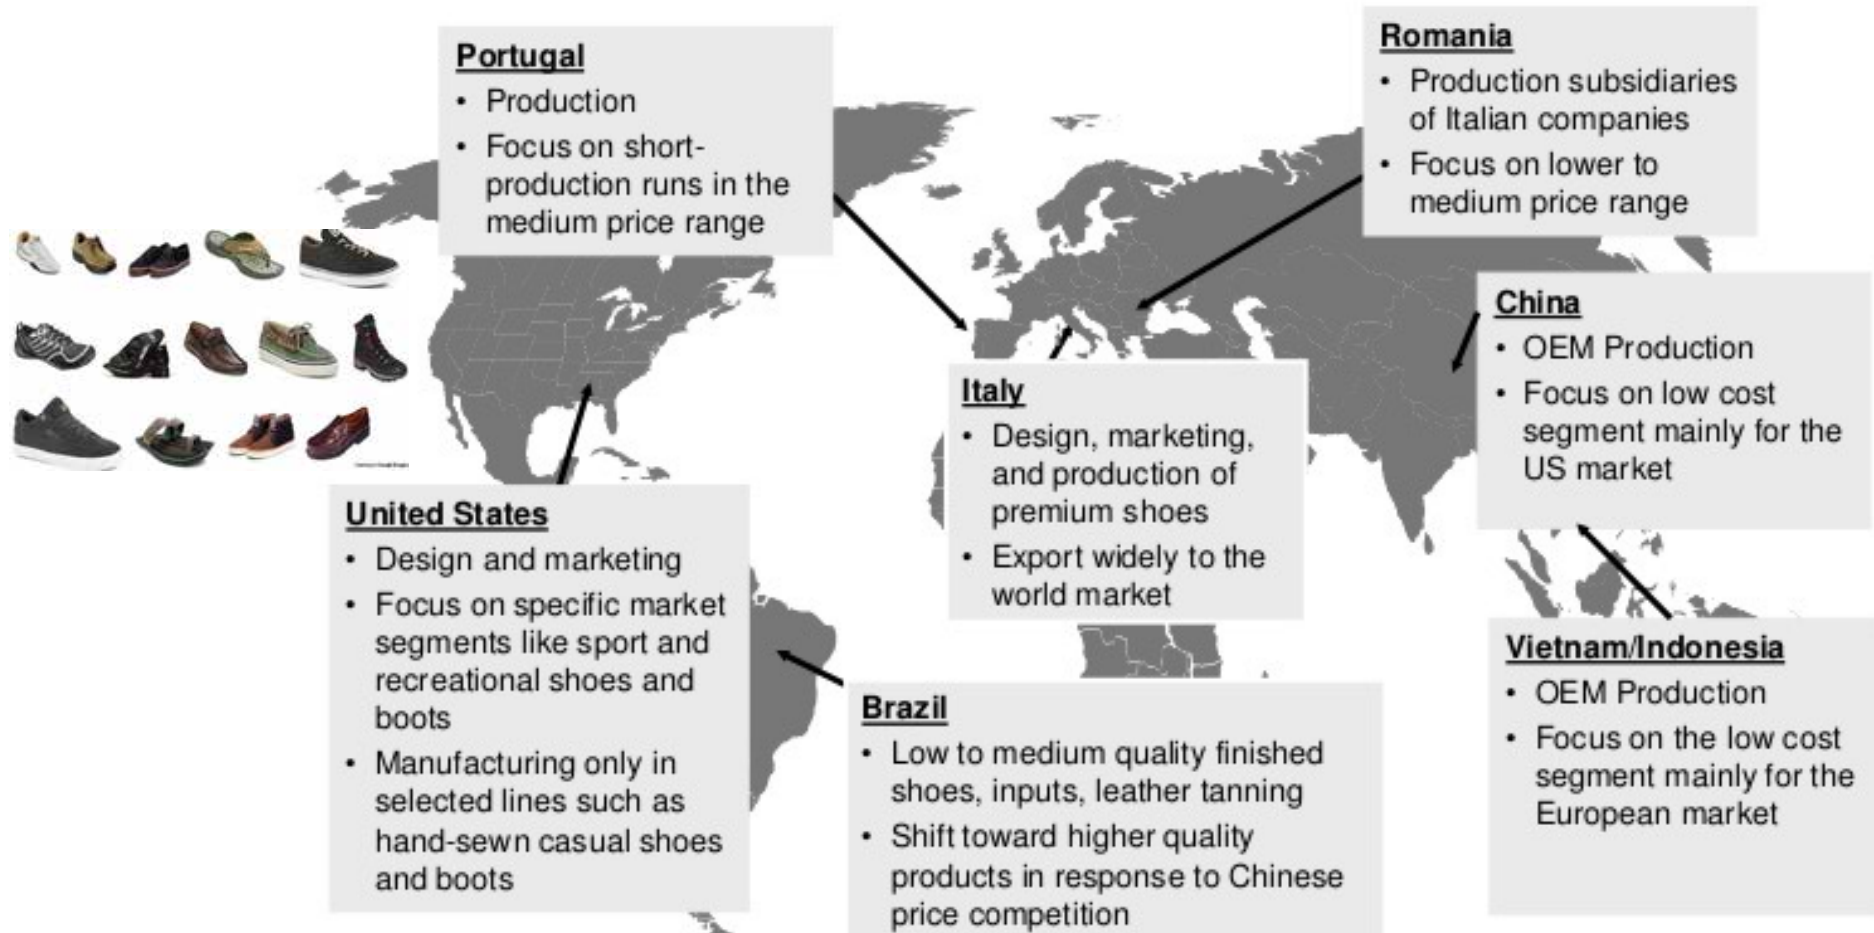 Portugal
• Production
• Focus on short-
production runs in the
medium price range
Romania
• Production subsidiaries
of Italian companies
• Focus on lower to
medium price range
China
• OEM Production
• Focus on low cost
segment mainly for the
US market
Italy
• Design, marketing,
and production of
premium shoes
• Export widely to the
world market
United States
• Design and marketing
• Focus on specific market
segments like sport and
recreational shoes and
boots
• Manufacturing only in
selected lines such as
hand-sewn casual shoes
and boots
Brazil
• Low to medium quality finished
shoes, inputs, leather tanning
• Shift toward higher quality
products in response to Chinese
price competition
Vietnam/Indonesia
• OEM Production
• Focus on the low cost
segment mainly for the
European market